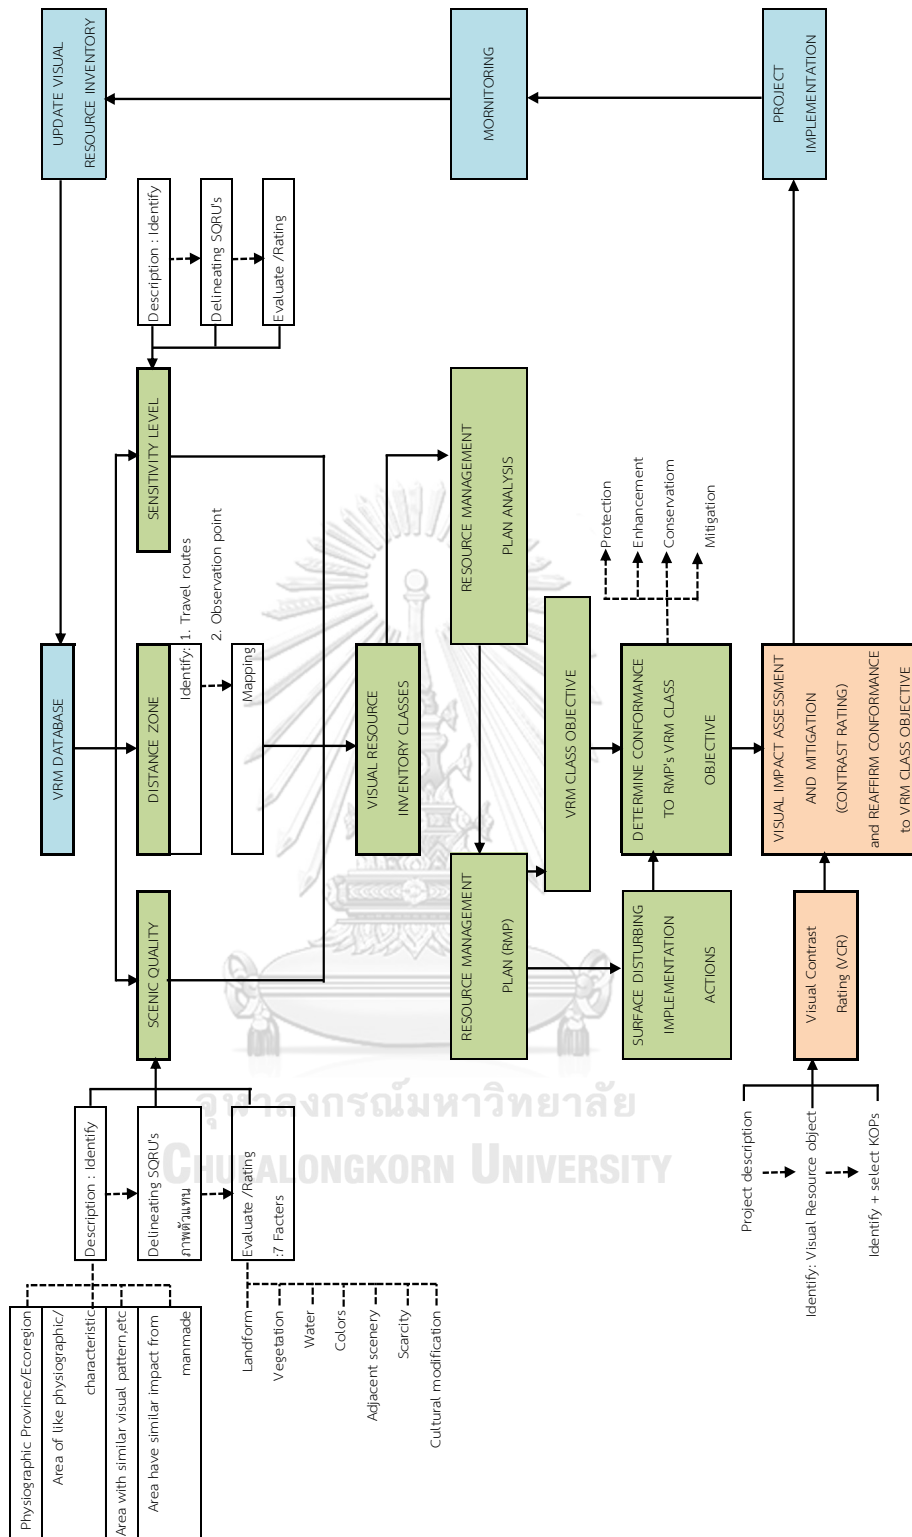 Physiographic Province/Ecoregion
Area of like physiographic/
characteristic
Area with similar visual pattern,etc
Area have similar impact from
manmade
Description : Identify
Delineating SQRU's
ภาพตัวแทน
Evaluate /Rating
:7 Facters
Landform
Vegetation
Water
Colors
Adjacent scenery
Scarcity
Cultural modification
VRM DATABASE
SCENIC QUALITY
DISTANCE ZONE
Identify: 1. Travel routes
2. Observation point
Mapping
SENSITIVITY LEVEL
Description : Identify
Delineating SQRU's
Evaluate /Rating
UPDATE VISUAL
RESOURCE INVENTORY
VISUAL RESOURCE
INVENTORY CLASSES
RESOURCE MANAGEMENT
PLAN ANALYSIS
RESOURCE MANAGEMENT
PLAN (RMP)
VRM CLASS OBJECTIVE
SURFACE DISTURBING
IMPLEMENTATION
ACTIONS
DETERMINE CONFORMANCE
TO RMP's VRM CLASS
OBJECTIVE
Protection
Enhancement
Conservatiom
Mitigation
MORNITORING
Project description
Identify: Visual Resource object
Identify + select KOPs
Visual Contrast
Rating (VCR)
VISUAL IMPACT ASSESSMENT
AND MITIGATION
(CONTRAST RATING)
and REAFFIRM CONFORMANCE
to VRM CLASS OBJECTIVE
PROJECT
IMPLEMENTATION
จุฬาลงกรณ์มหาวิทยาลัย
CHULALONGKORN UNIVERSITY